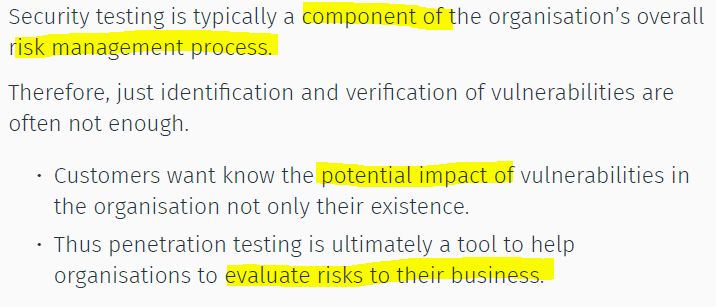 Security testing is typically a component of the organisation’s overall
risk management process.
Therefore, just identification and verification of vulnerabilities are
often not enough.
• Customers want know the potential impact of vulnerabilities in
the organisation not only their existence.
• Thus penetration testing is ultimately a tool to help
organisations to evaluate risks to their business.